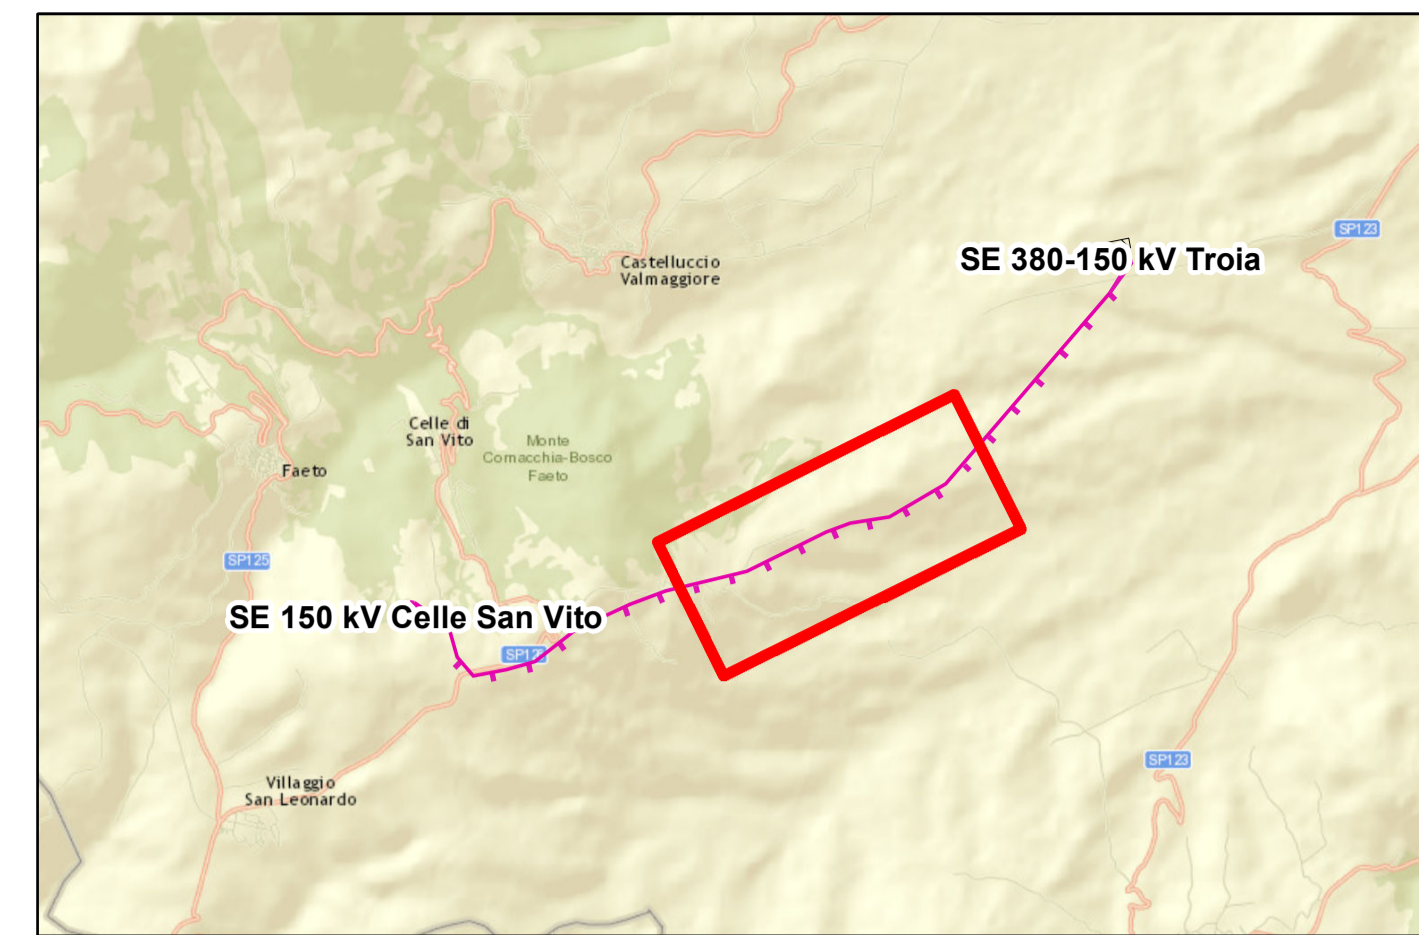 SP123
SE 380-150 kV Troia
Castelluccio
Valmaggiore
Celle di
San Vito
Monte
Cornacchia-Bosco
Faeto
Faeto
SP125
SE 150 kV Celle San Vito
SP125
SP123
Villaggio
San Leonardo